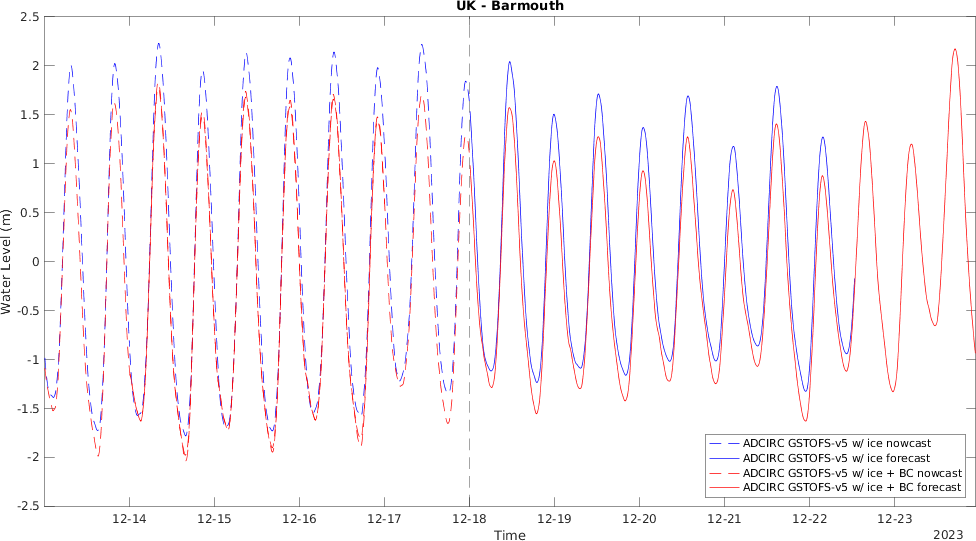 UK - Barmouth
2.5
2
1.5
1
0.5
0
-0.5
-1
-1.5
-2
-2.5
Water Level (m)
ADCIRC GSTOFS-v5 w/ ice nowcast
ADCIRC GSTOFS-v5 w/ ice forecast
ADCIRC GSTOFS-v5 w/ ice + BC nowcast
ADCIRC GSTOFS-v5 w/ ice + BC forecast
12-14 12-15 12-16 12-17 12-18 12-19 12-20 12-21 12-22 12-23
Time
2023